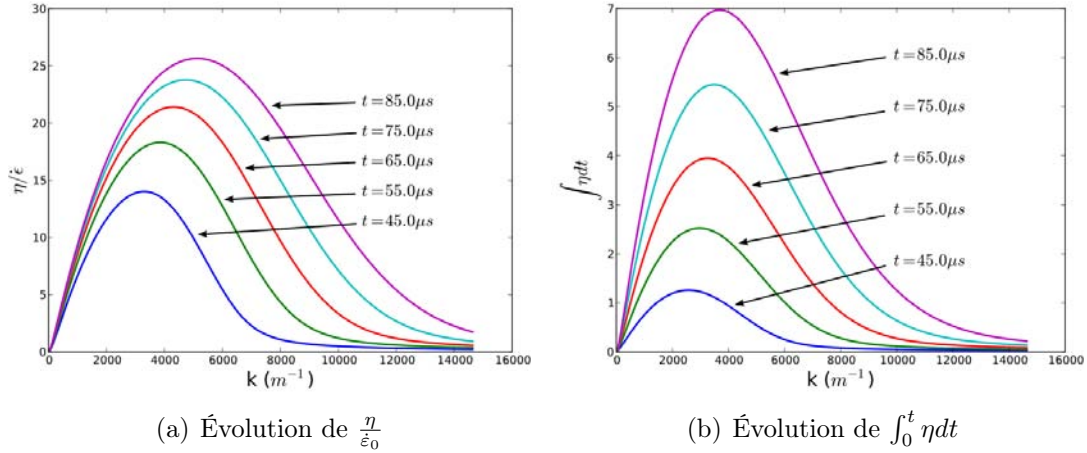 30
25
20
15
10
5
0
η/ε̇
t=85.0μs
t=75.0μs
t=65.0μs
t=55.0μs
t=45.0μs
0 2000 4000 6000 8000 10000 12000 14000 16000
k (m⁻¹)
(a) Évolution de η/ε̇₀
7
6
5
4
3
2
1
0
∫ηdt
t=85.0μs
t=75.0μs
t=65.0μs
t=55.0μs
t=45.0μs
0 2000 4000 6000 8000 10000 12000 14000 16000
k (m⁻¹)
(b) Évolution de ∫₀ᵗ ηdt